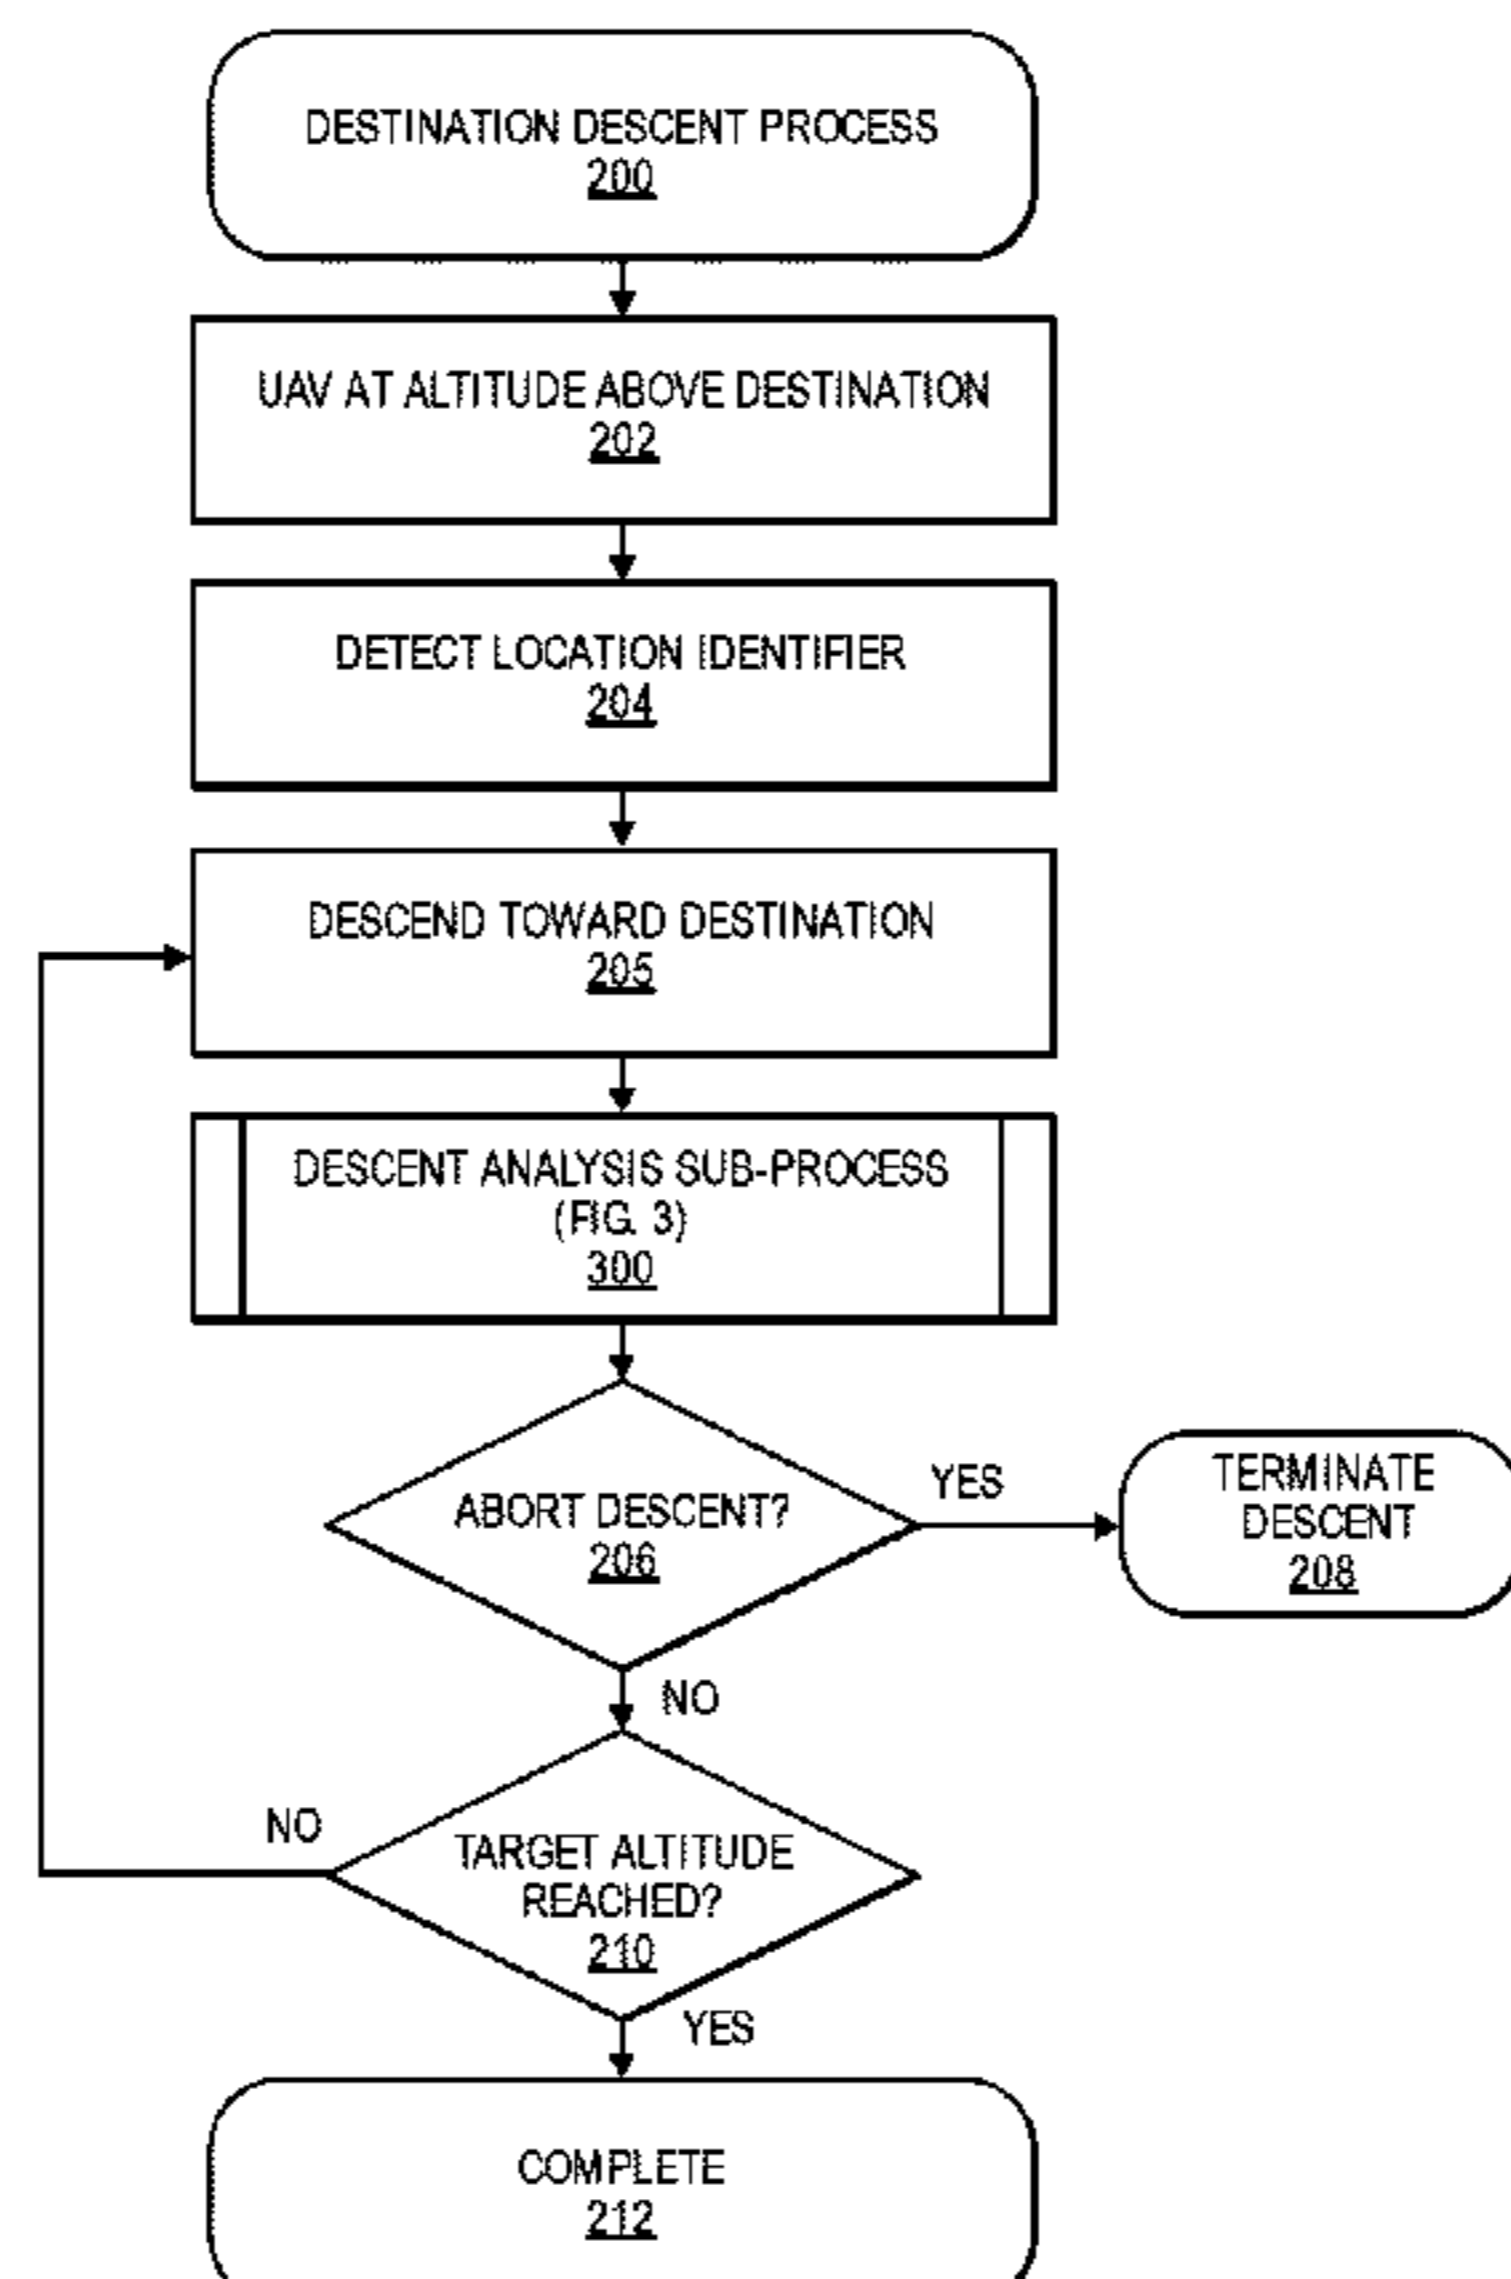 DESTINATION DESCENT PROCESS
200
UAV AT ALTITUDE ABOVE DESTINATION
202
DETECT LOCATION IDENTIFIER
204
DESCEND TOWARD DESTINATION
205
DESCENT ANALYSIS SUB-PROCESS
(FIG. 3)
300
ABORT DESCENT?
206
YES
TERMINATE
DESCENT
208
NO
TARGET ALTITUDE
REACHED?
210
NO
YES
COMPLETE
212